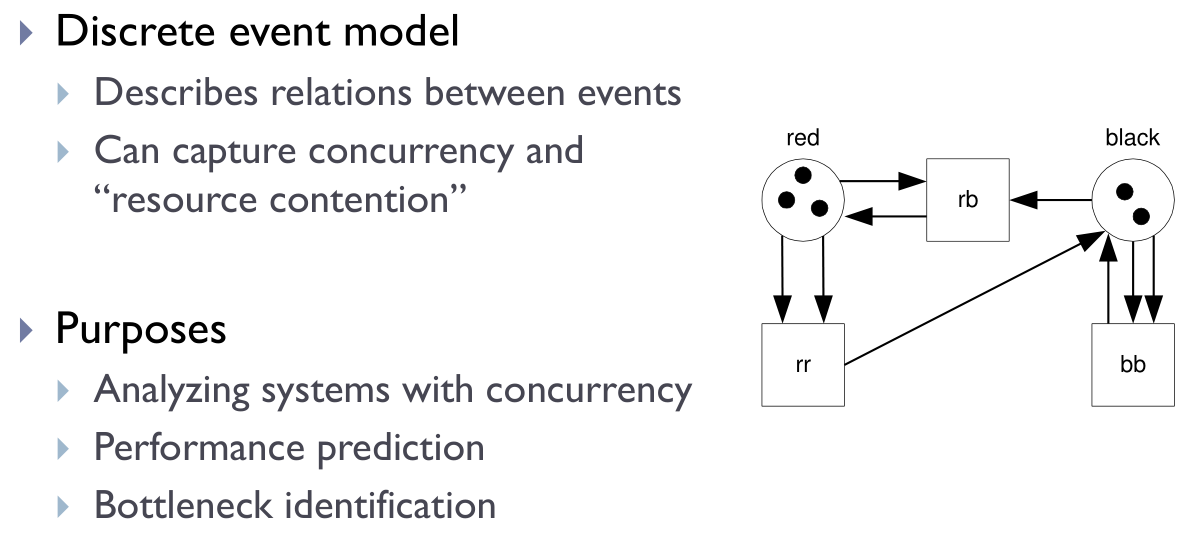 Discrete event model
Describes relations between events
Can capture concurrency and
“resource contention”
Purposes
Analyzing systems with concurrency
Performance prediction
Bottleneck identification
red
black
rb
rr
bb